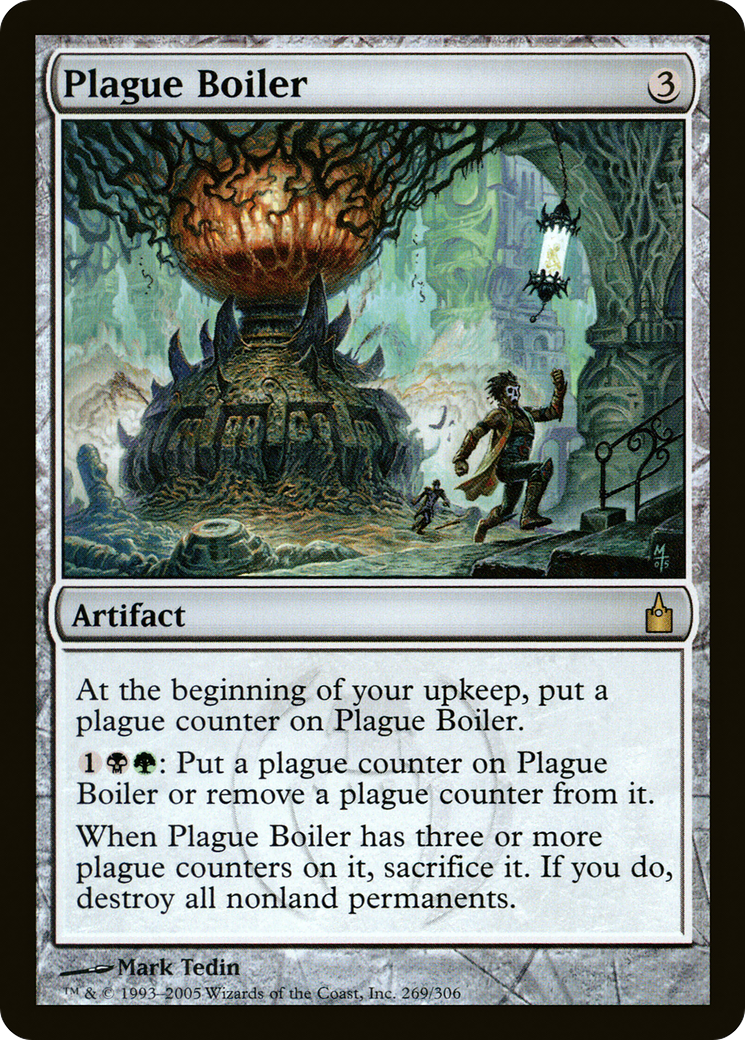 Plague Boiler 3
M
T
05
Artifact
At the beginning of your upkeep, put a
plague counter on Plague Boiler.
1: Put a plague counter on Plague
Boiler or remove a plague counter from it.
When Plague Boiler has three or more
plague counters on it, sacrifice it. If you do,
destroy all nonland permanents.
Mark Tedin
™ & © 1993–2005 Wizards of the Coast, Inc. 269/306